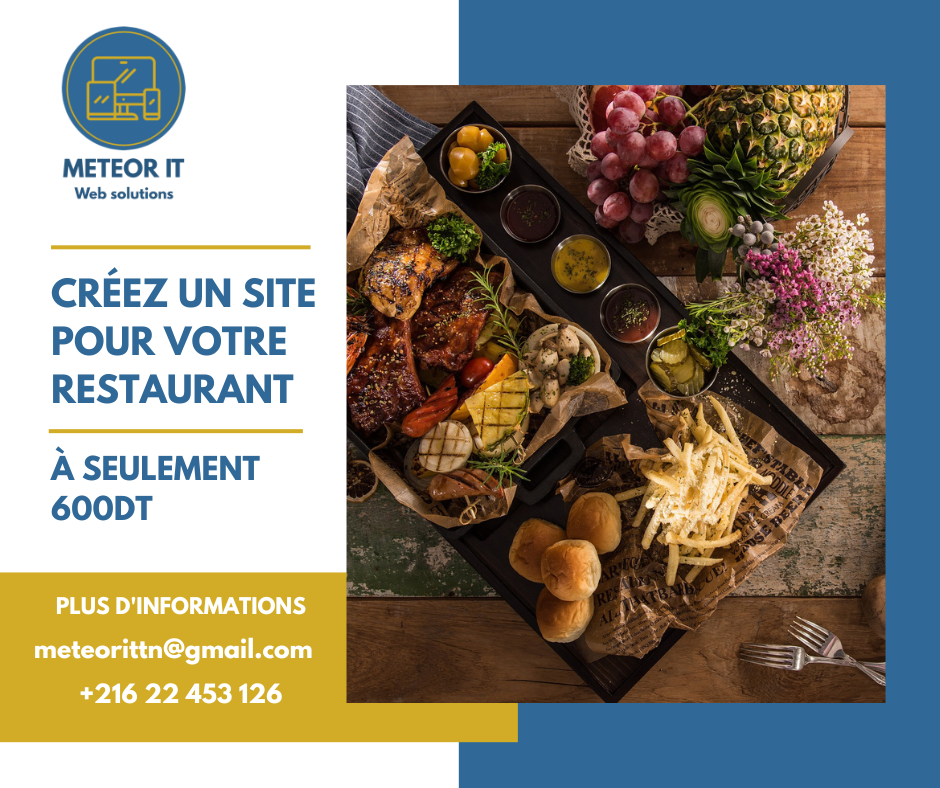 METEOR IT
Web solutions
CRÉEZ UN SITE
POUR VOTRE
RESTAURANT
À SEULEMENT
600DT
PLUS D'INFORMATIONS
meteorittn@gmail.com
+216 22 453 126